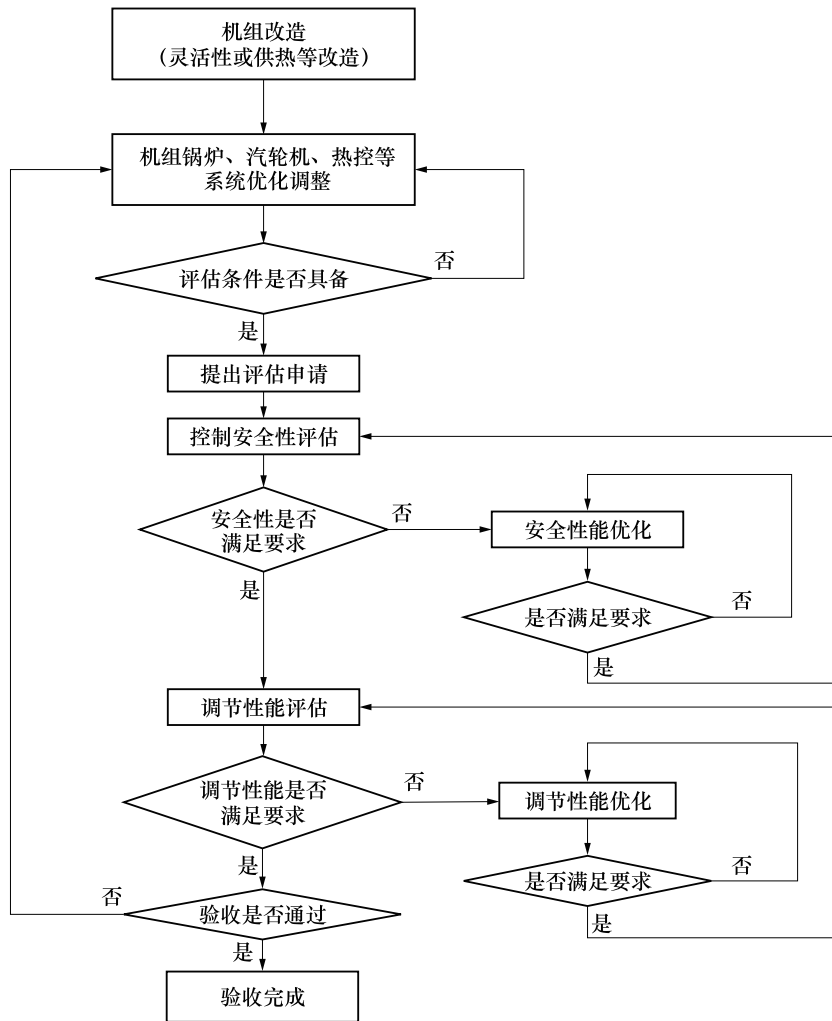 机组改造
（灵活性或供热等改造）
机组锅炉、汽轮机、热控等
系统优化调整
否
评估条件是否具备
是
提出评估申请
控制安全性评估
安全性是否
满足要求
否
安全性能优化
是
否
是否满足要求
是
调节性能评估
调节性能是否
满足要求
否
调节性能优化
是
否
是否满足要求
是
否
验收是否通过
是
验收完成